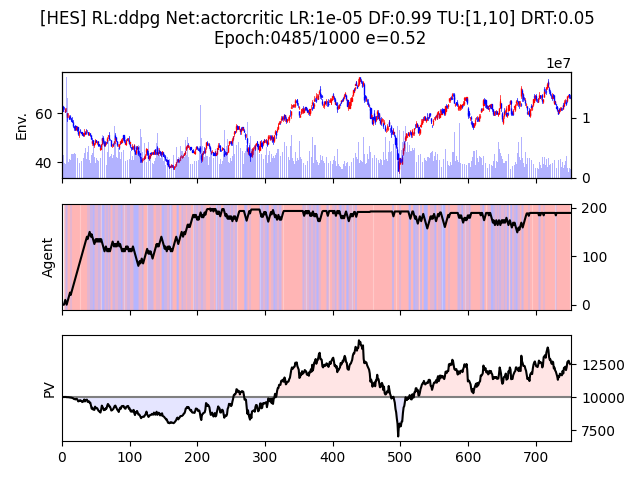 [HES] RL:ddpg Net:actorcritic LR:1e-05 DF:0.99 TU:[1,10] DRT:0.05
Epoch:0485/1000 e=0.52
1e7
Env.
60
40
1
0
Agent
200
100
0
PV
12500
10000
7500
0 100 200 300 400 500 600 700